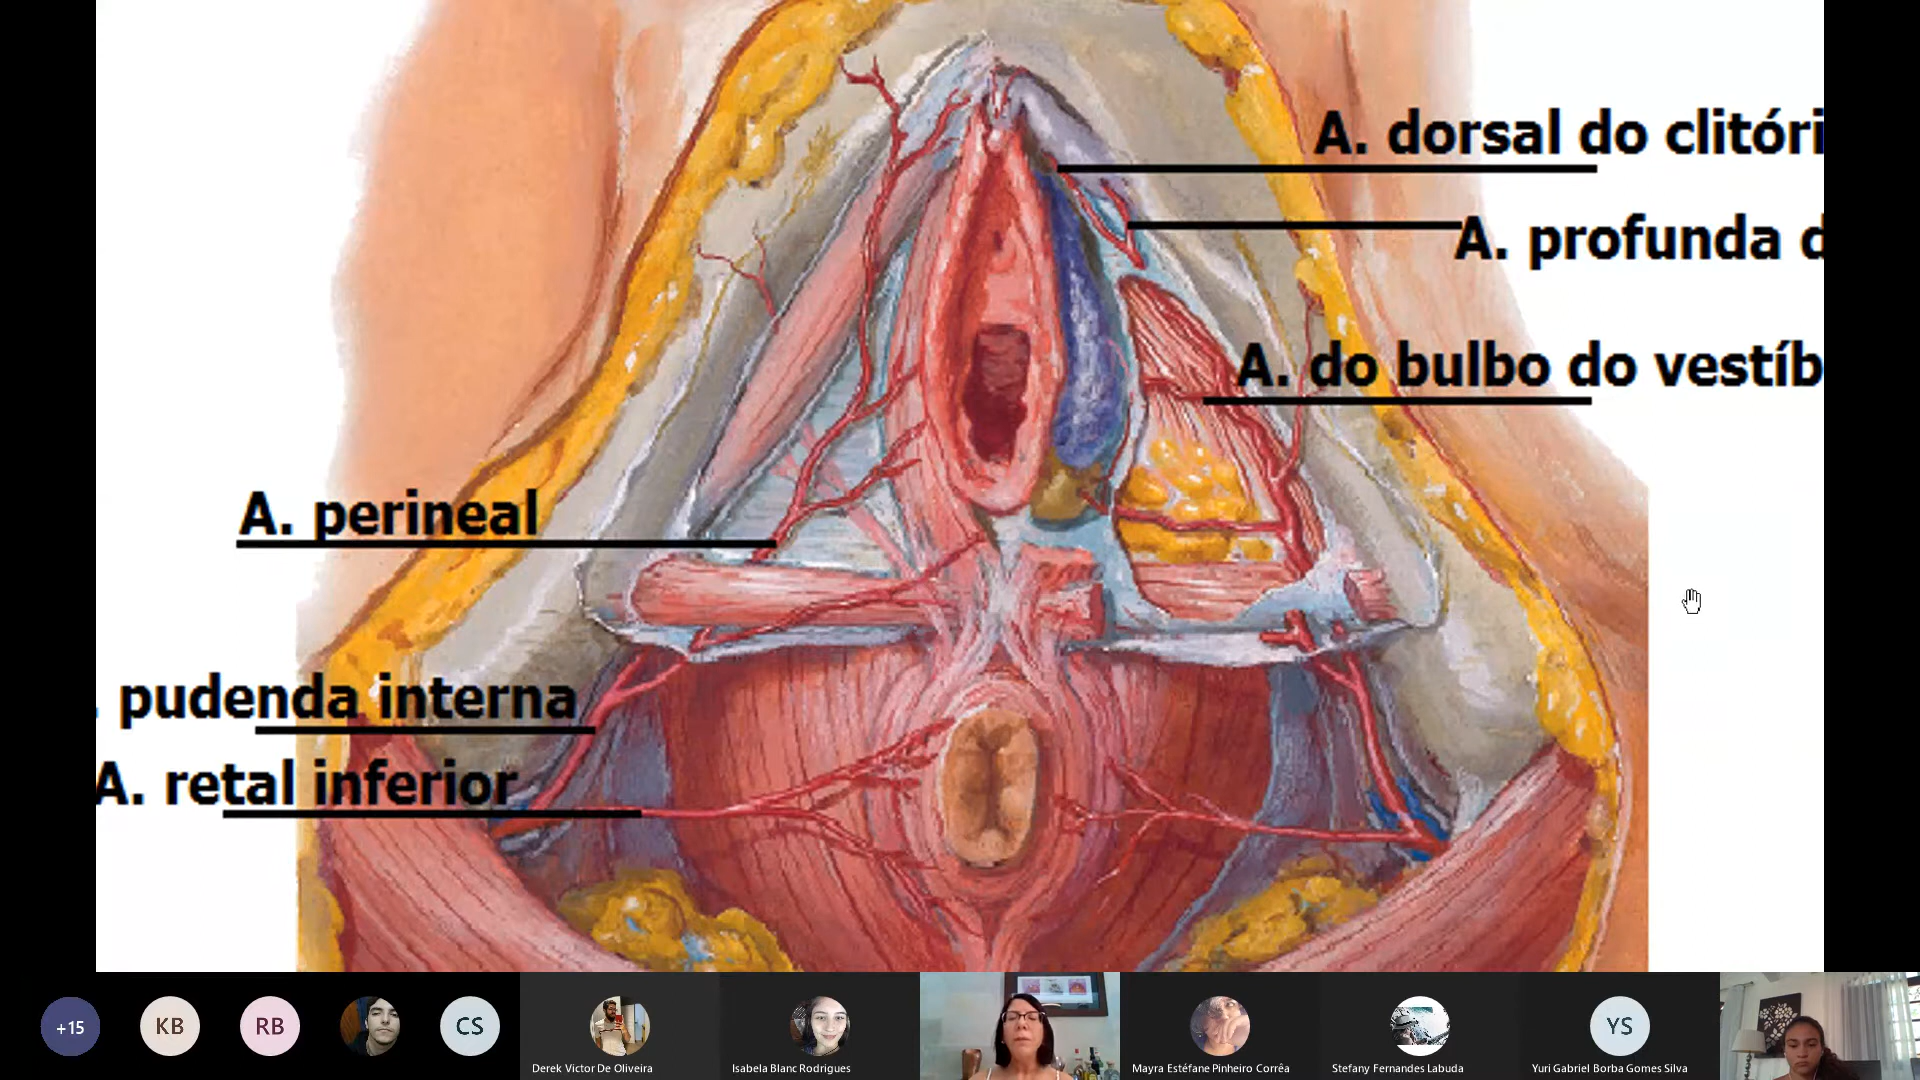 A. dorsal do clitóri
A. profunda d
A. do bulbo do vestíb
A. perineal
pudenda interna
A. retal inferior
+15
KB
RB
CS
Derek Victor De Oliveira
Isabela Blanc Rodrigues
Mayra Estéfane Pinheiro Corrêa
Stefany Fernandes Labuda
YS
Yuri Gabriel Borba Gomes Silva